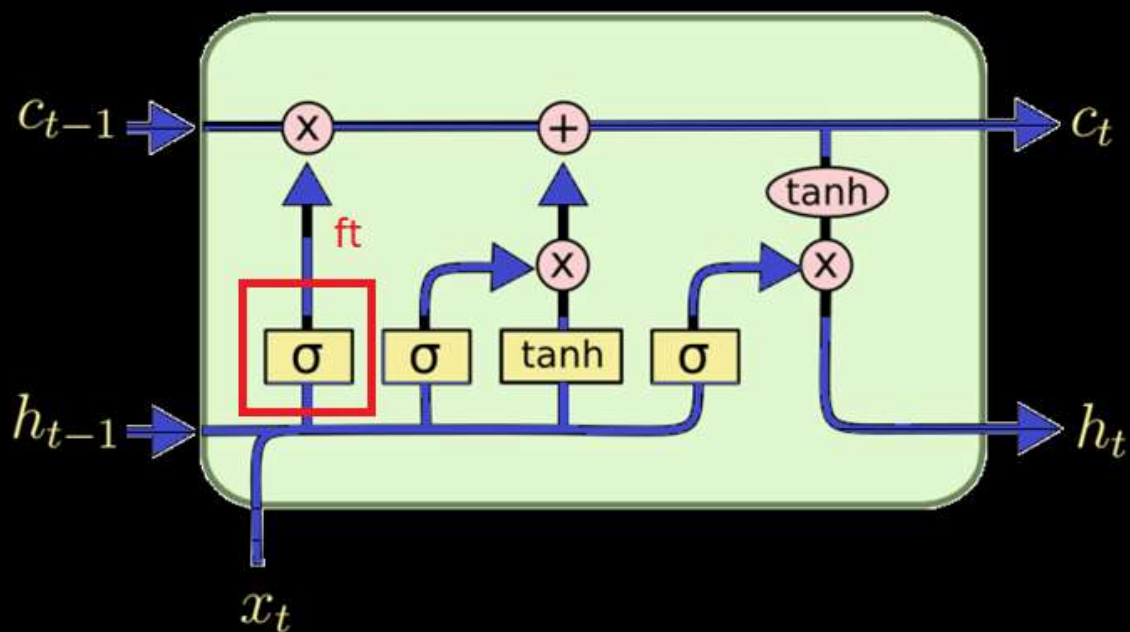 c_{t-1} x + c_t
tanh
ft x x
σ σ tanh σ
h_{t-1} h_t
x_t